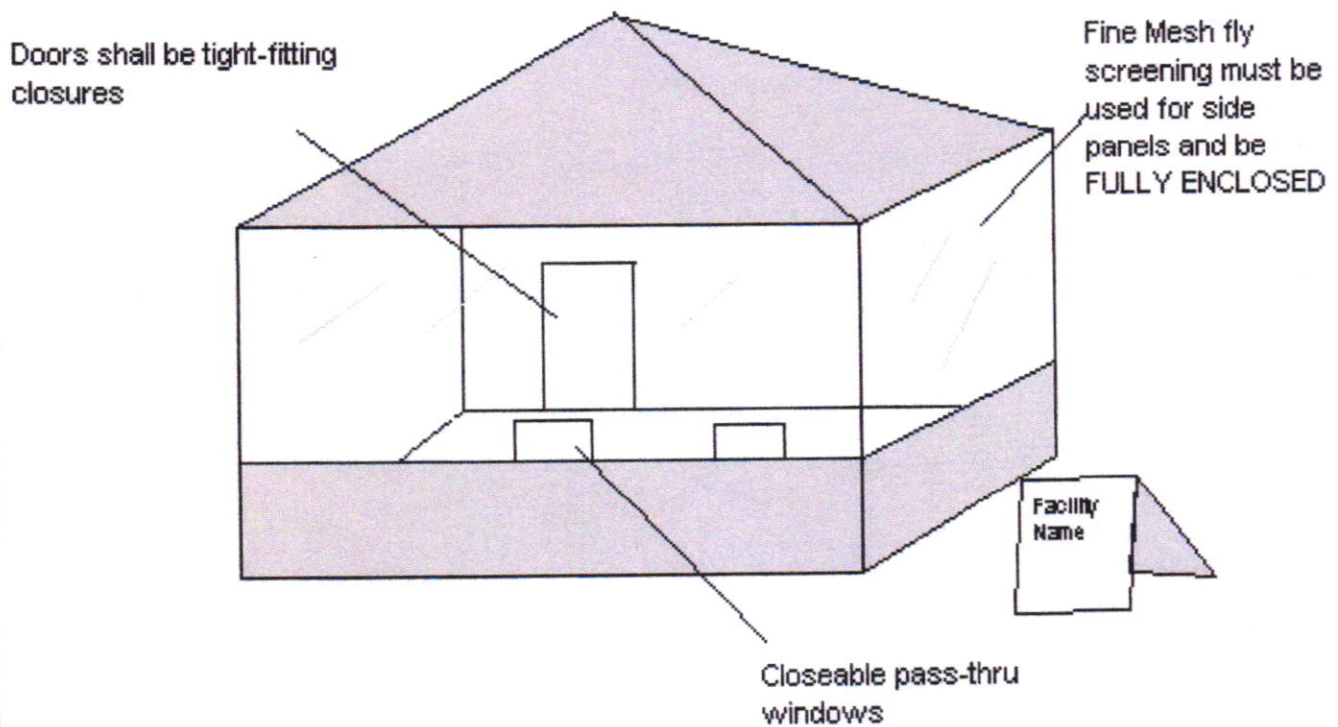 Doors shall be tight-fitting
closures
Fine Mesh fly
screening must be
used for side
panels and be
FULLY ENCLOSED
Facility
Name
Closeable pass-thru
windows